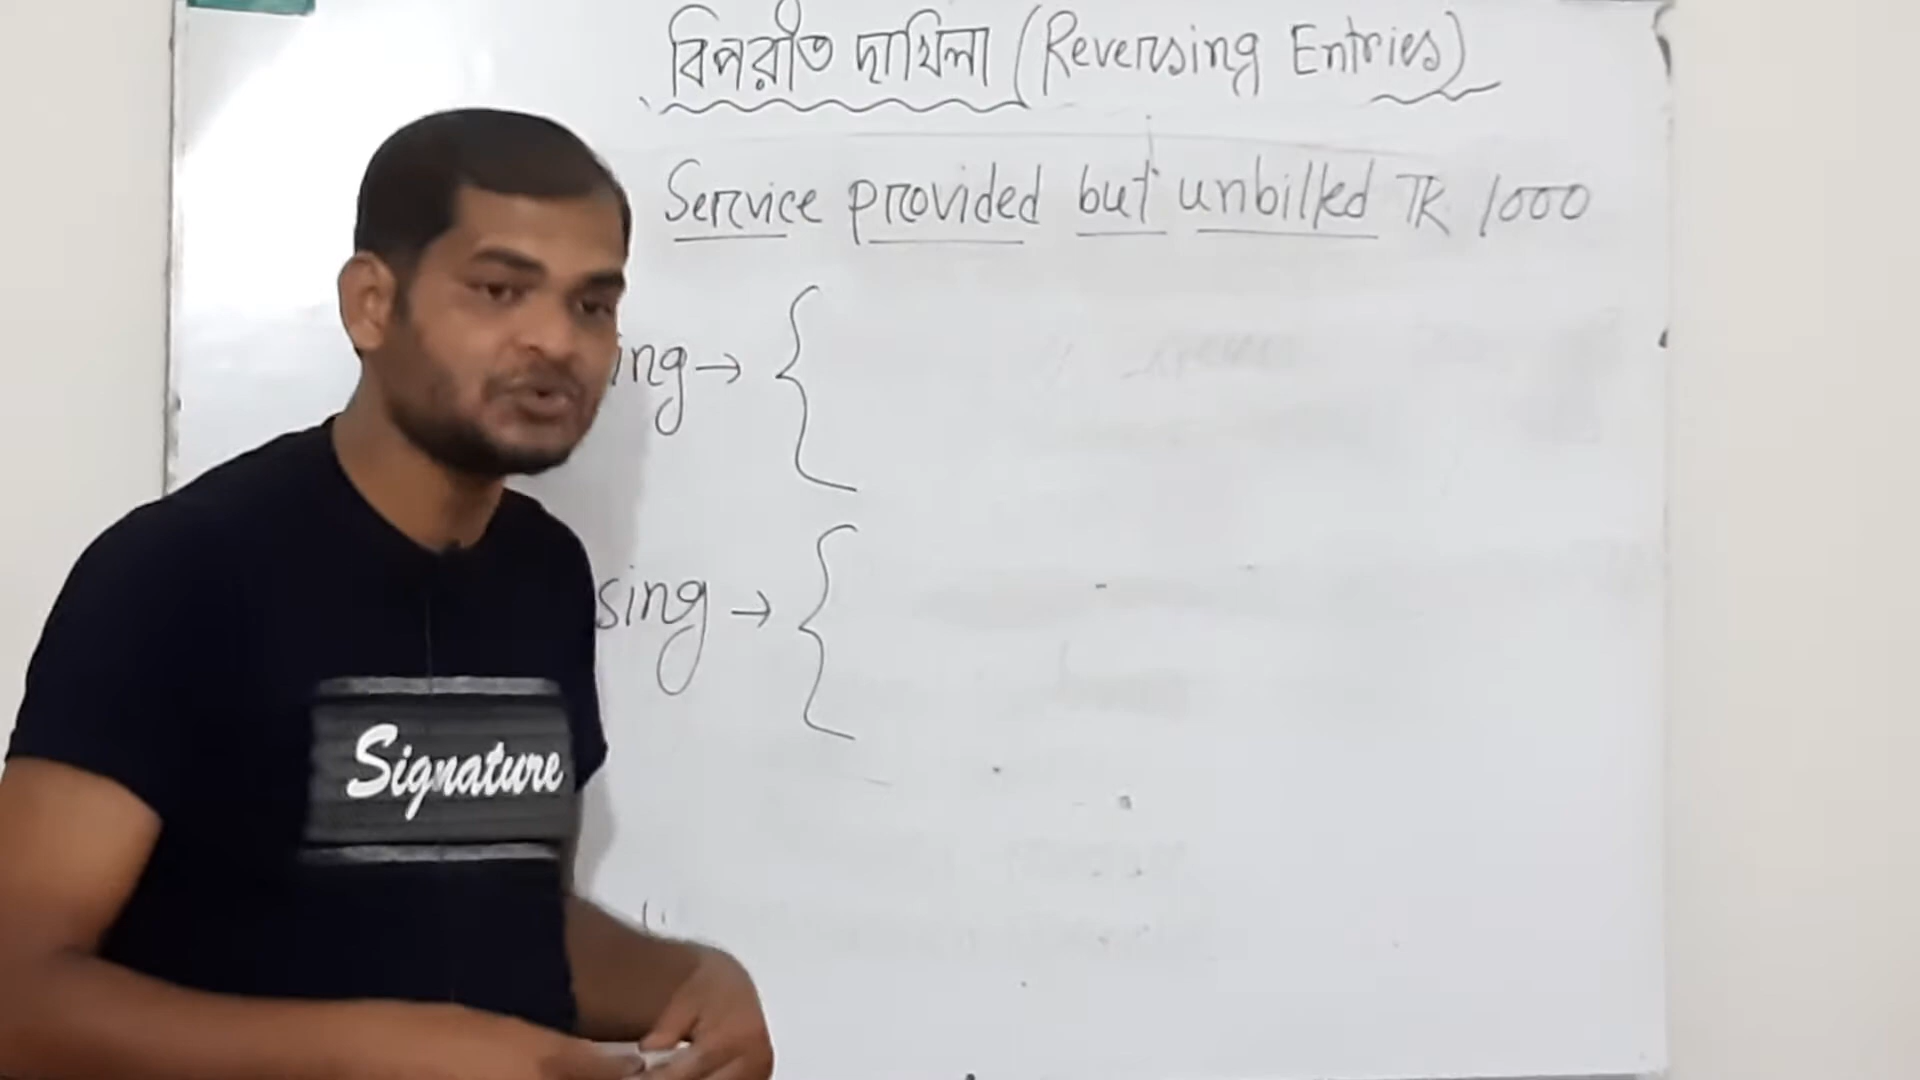 বিপরীত দাখিলা (Reversing Entries)
Service provided but unbilled TK 1000
ing →
sing →
Signature